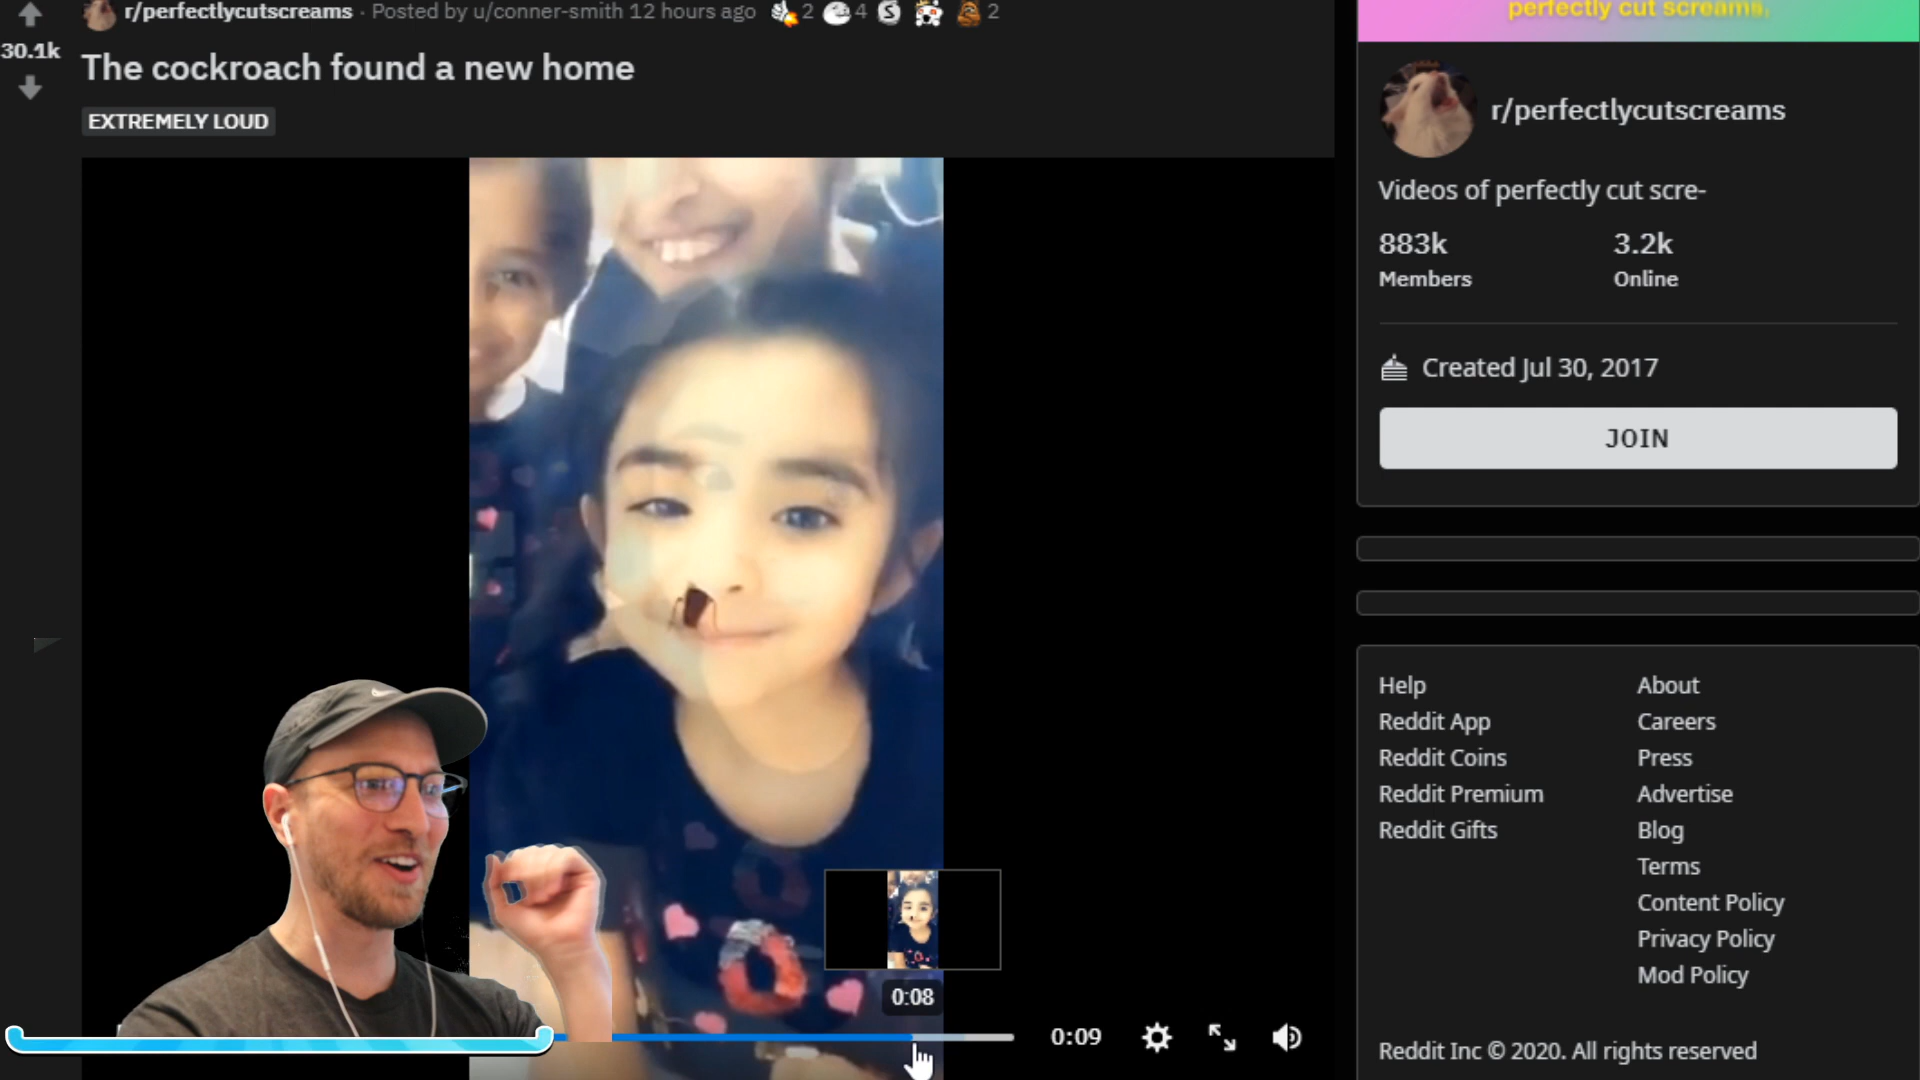 r/perfectlycutscreams · Posted by u/conner-smith 12 hours ago 2 4 S 2
30.1k
The cockroach found a new home
EXTREMELY LOUD
perfectly cut screams.
r/perfectlycutscreams
Videos of perfectly cut scre-
883k 3.2k
Members Online
Created Jul 30, 2017
JOIN
Help About
Reddit App Careers
Reddit Coins Press
Reddit Premium Advertise
Reddit Gifts Blog
Terms
Content Policy
Privacy Policy
Mod Policy
Reddit Inc © 2020. All rights reserved
0:08
0:09